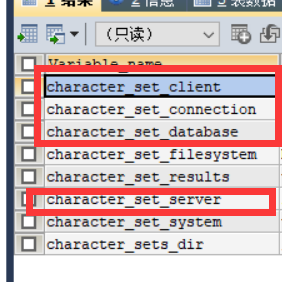 1 结果 2 信息 3 表数据
(只读)
Variable_name
character_set_client
character_set_connection
character_set_database
character_set_filesystem
character_set_results
character_set_server
character_set_system
character_sets_dir